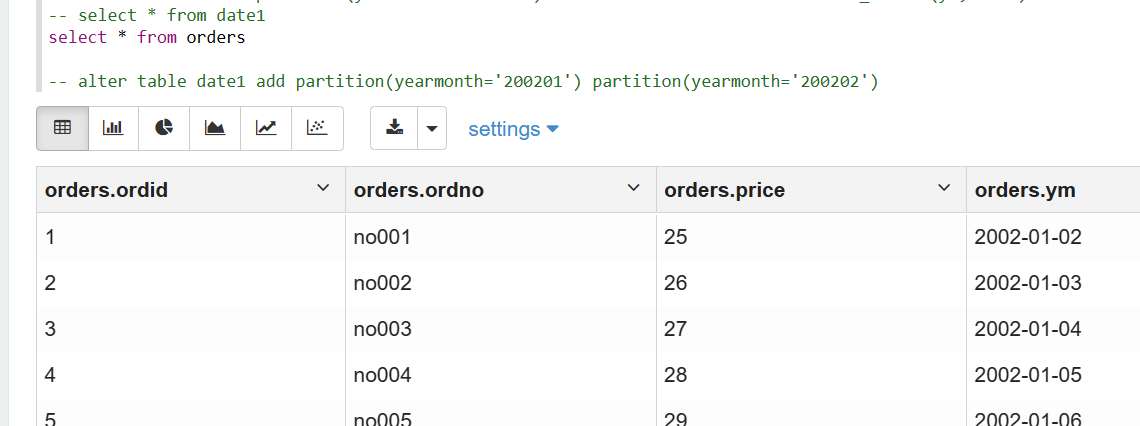 -- select * from date1
select * from orders
-- alter table date1 add partition(yearmonth='200201') partition(yearmonth='200202')
settings
orders.ordid orders.ordno orders.price orders.ym
1 no001 25 2002-01-02
2 no002 26 2002-01-03
3 no003 27 2002-01-04
4 no004 28 2002-01-05
5 no005 29 2002-01-06